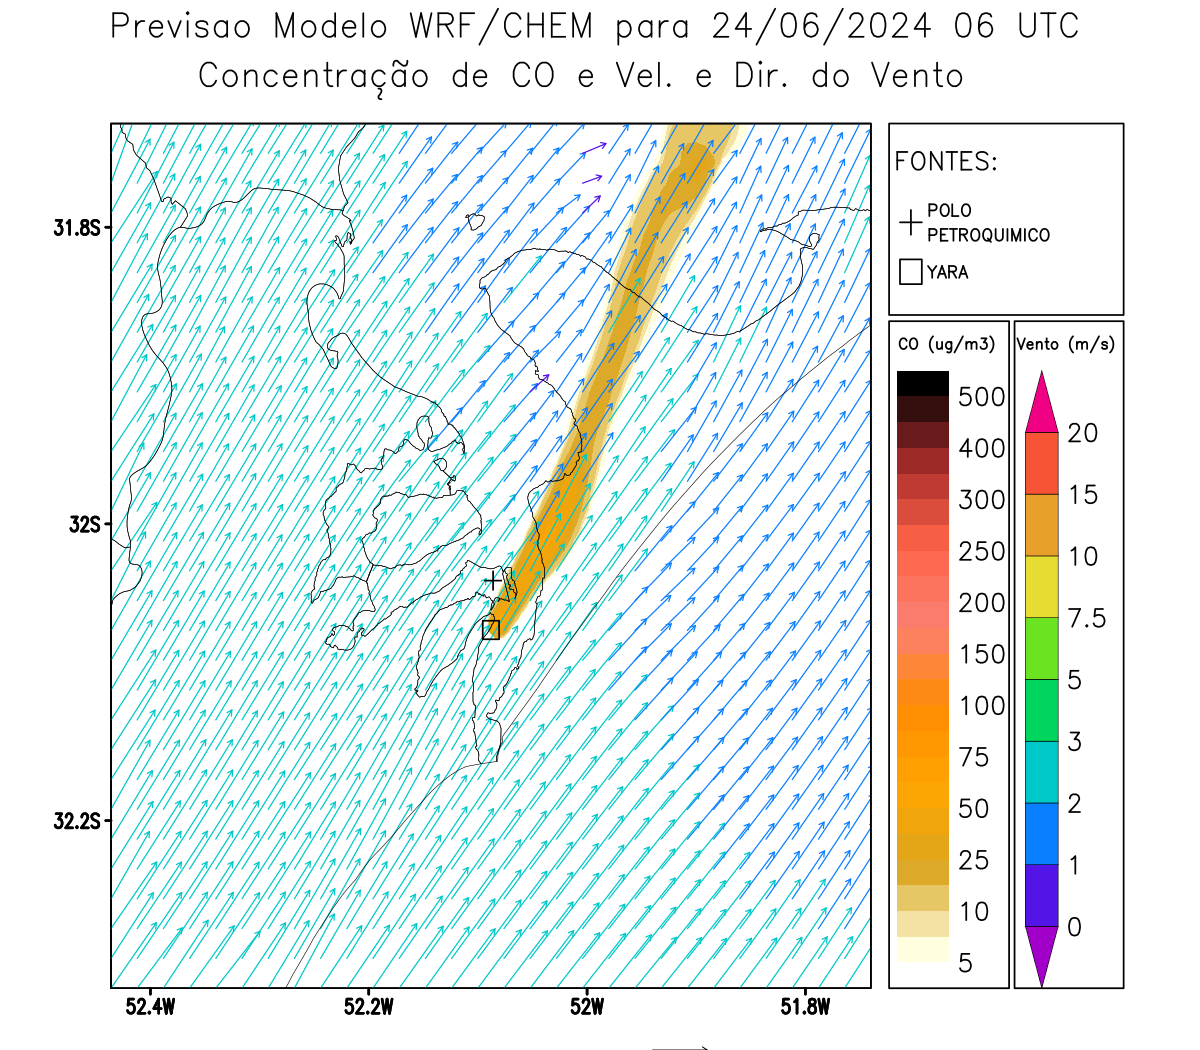 Previsao Modelo WRF/CHEM para 24/06/2024 06 UTC
Concentração de CO e Vel. e Dir. do Vento
FONTES:
POLO
PETROQUIMICO
YARA
CO (ug/m3)
500
400
300
250
200
150
100
75
50
25
10
5
Vento (m/s)
20
15
10
7.5
5
3
2
1
0
31.8S
32S
32.2S
52.4W
52.2W
52W
51.8W